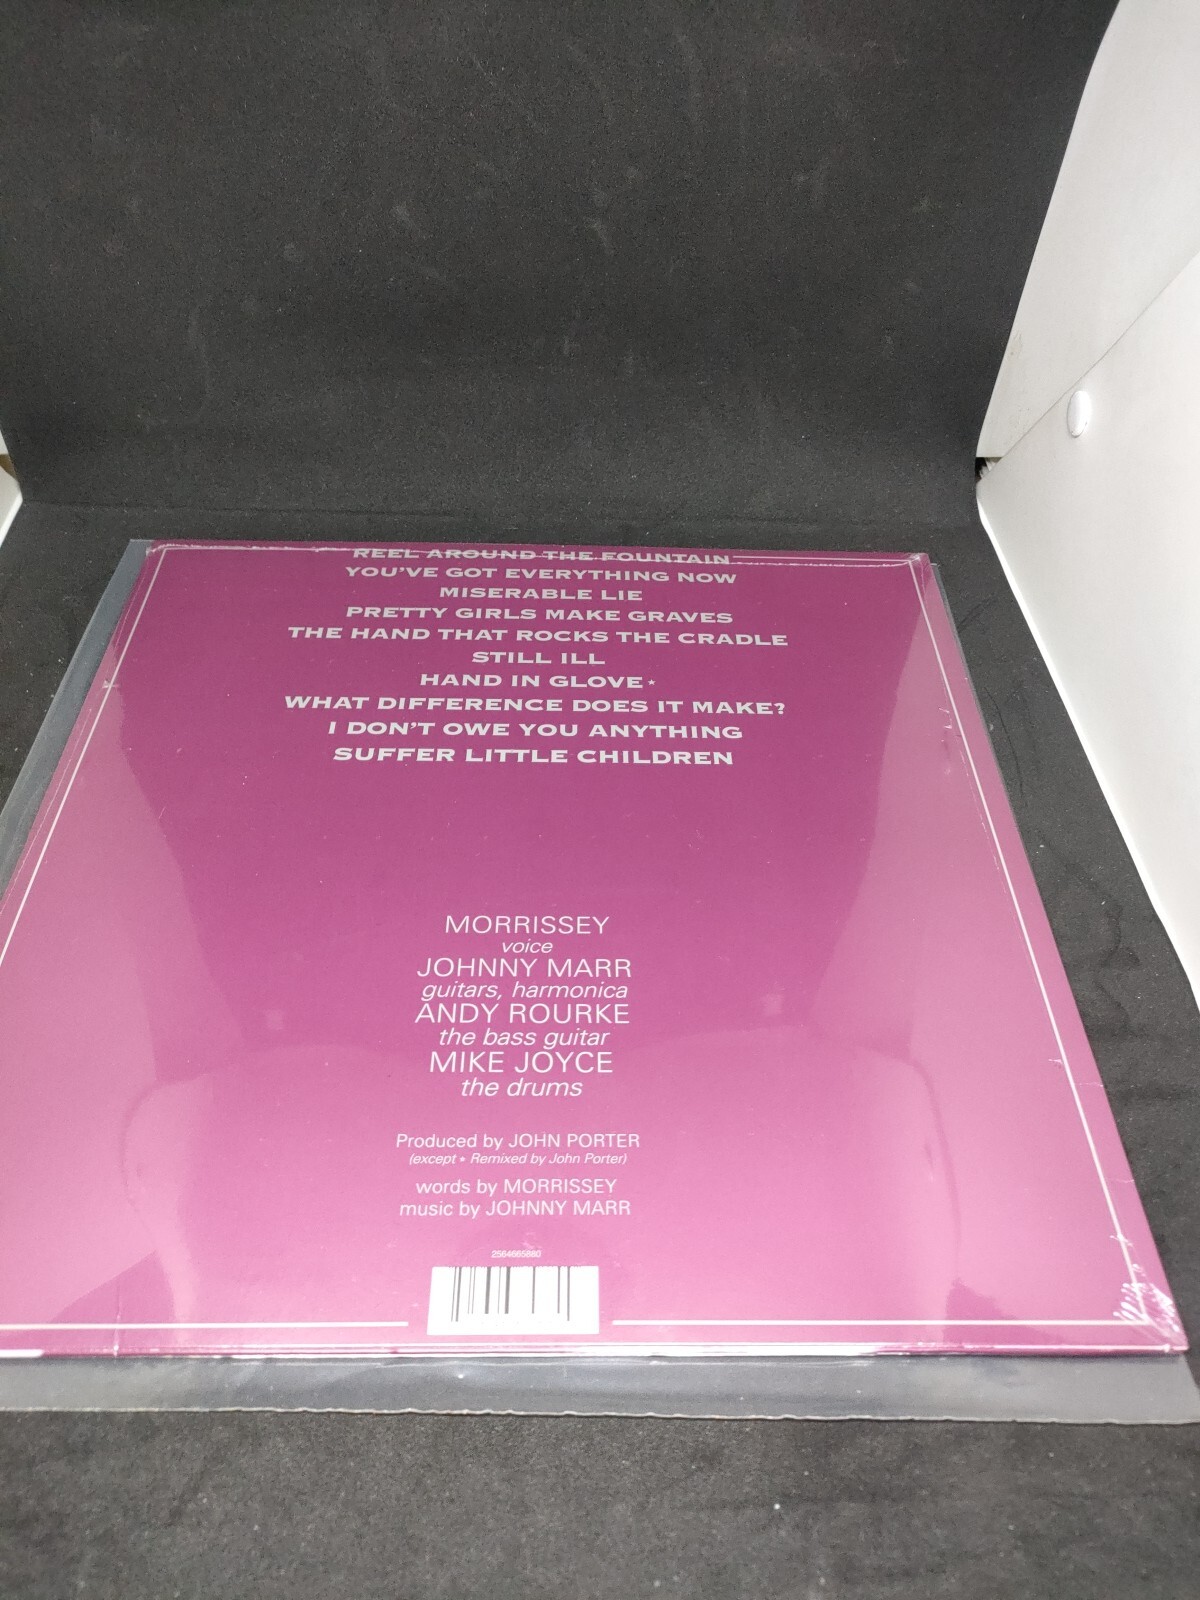 REEL AROUND THE FOUNTAIN
YOU'VE GOT EVERYTHING NOW
MISERABLE LIE
PRETTY GIRLS MAKE GRAVES
THE HAND THAT ROCKS THE CRADLE
STILL ILL
HAND IN GLOVE★
WHAT DIFFERENCE DOES IT MAKE?
I DON'T OWE YOU ANYTHING
SUFFER LITTLE CHILDREN
MORRISSEY
voice
JOHNNY MARR
guitars, harmonica
ANDY ROURKE
the bass guitar
MIKE JOYCE
the drums
Produced by JOHN PORTER
(except ★ Remixed by John Porter)
words by MORRISSEY
music by JOHNNY MARR
2564665880